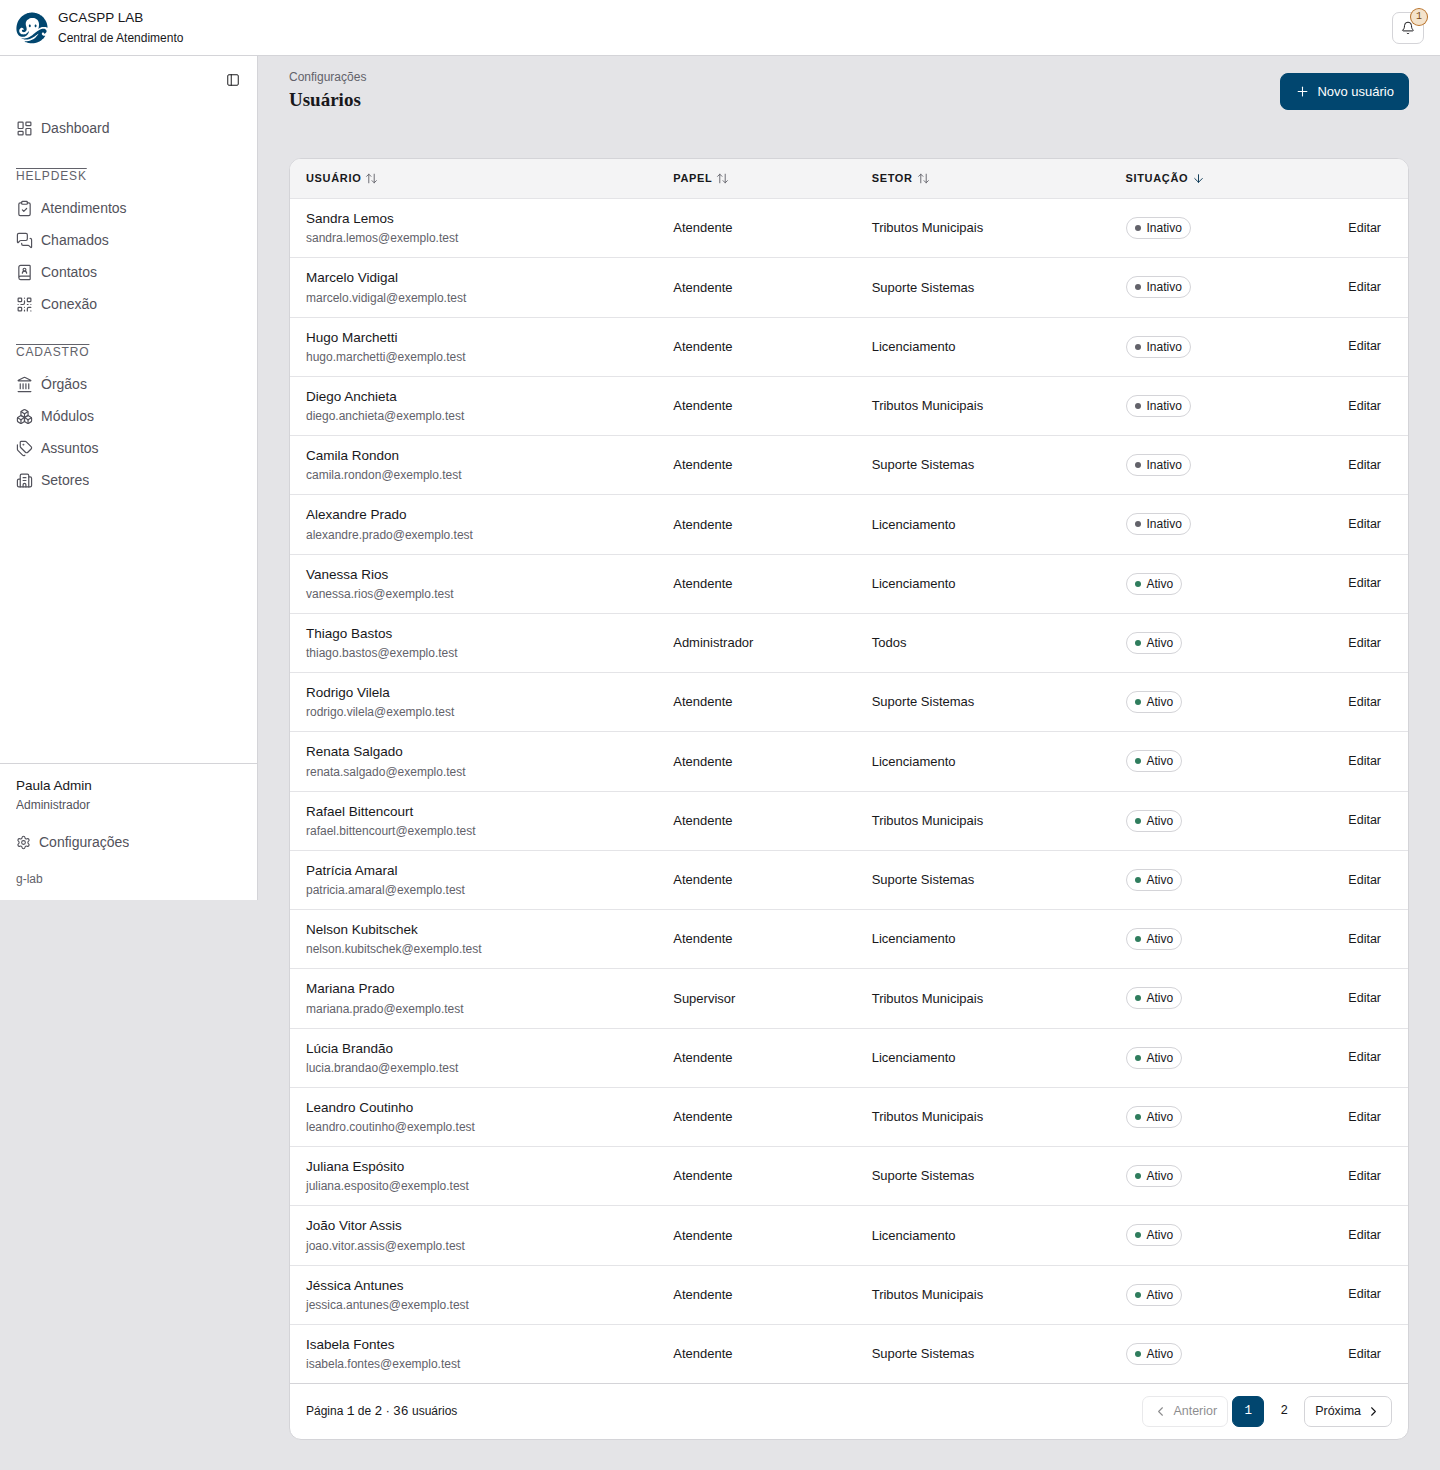 GCASPP LAB
Central de Atendimento
1
Dashboard
HELPDESK
Atendimentos
Chamados
Contatos
Conexão
CADASTRO
Órgãos
Módulos
Assuntos
Setores
Paula Admin
Administrador
Configurações
g-lab
Configurações
Usuários
Novo usuário
USUÁRIO PAPEL SETOR SITUAÇÃO
Sandra Lemos
sandra.lemos@exemplo.test
Atendente Tributos Municipais Inativo Editar
Marcelo Vidigal
marcelo.vidigal@exemplo.test
Atendente Suporte Sistemas Inativo Editar
Hugo Marchetti
hugo.marchetti@exemplo.test
Atendente Licenciamento Inativo Editar
Diego Anchieta
diego.anchieta@exemplo.test
Atendente Tributos Municipais Inativo Editar
Camila Rondon
camila.rondon@exemplo.test
Atendente Suporte Sistemas Inativo Editar
Alexandre Prado
alexandre.prado@exemplo.test
Atendente Licenciamento Inativo Editar
Vanessa Rios
vanessa.rios@exemplo.test
Atendente Licenciamento Ativo Editar
Thiago Bastos
thiago.bastos@exemplo.test
Administrador Todos Ativo Editar
Rodrigo Vilela
rodrigo.vilela@exemplo.test
Atendente Suporte Sistemas Ativo Editar
Renata Salgado
renata.salgado@exemplo.test
Atendente Licenciamento Ativo Editar
Rafael Bittencourt
rafael.bittencourt@exemplo.test
Atendente Tributos Municipais Ativo Editar
Patrícia Amaral
patricia.amaral@exemplo.test
Atendente Suporte Sistemas Ativo Editar
Nelson Kubitschek
nelson.kubitschek@exemplo.test
Atendente Licenciamento Ativo Editar
Mariana Prado
mariana.prado@exemplo.test
Supervisor Tributos Municipais Ativo Editar
Lúcia Brandão
lucia.brandao@exemplo.test
Atendente Licenciamento Ativo Editar
Leandro Coutinho
leandro.coutinho@exemplo.test
Atendente Tributos Municipais Ativo Editar
Juliana Espósito
juliana.esposito@exemplo.test
Atendente Suporte Sistemas Ativo Editar
João Vitor Assis
joao.vitor.assis@exemplo.test
Atendente Licenciamento Ativo Editar
Jéssica Antunes
jessica.antunes@exemplo.test
Atendente Tributos Municipais Ativo Editar
Isabela Fontes
isabela.fontes@exemplo.test
Atendente Suporte Sistemas Ativo Editar
Página 1 de 2 · 36 usuários
Anterior 1 2 Próxima